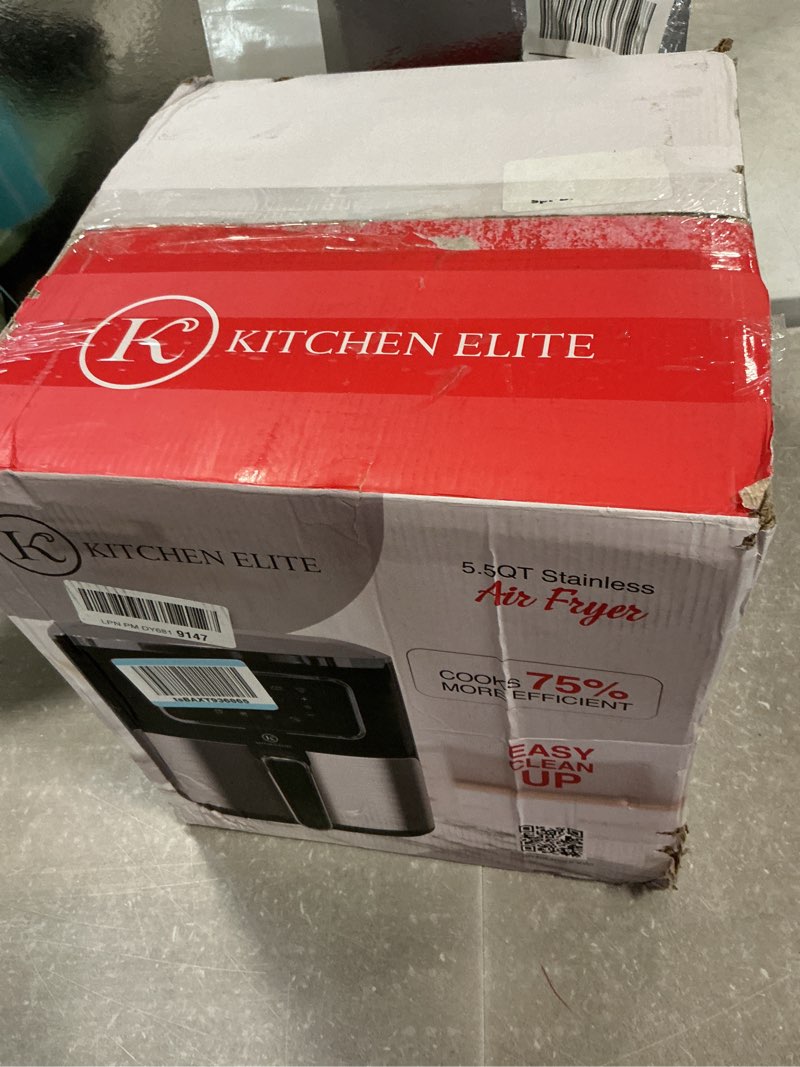 K KITCHEN ELITE
K KITCHEN ELITE
5.5QT Stainless
Air Fryer
LPN PM DY681 9147
COOKS 75%
MORE EFFICIENT
EASY
CLEAN
UP